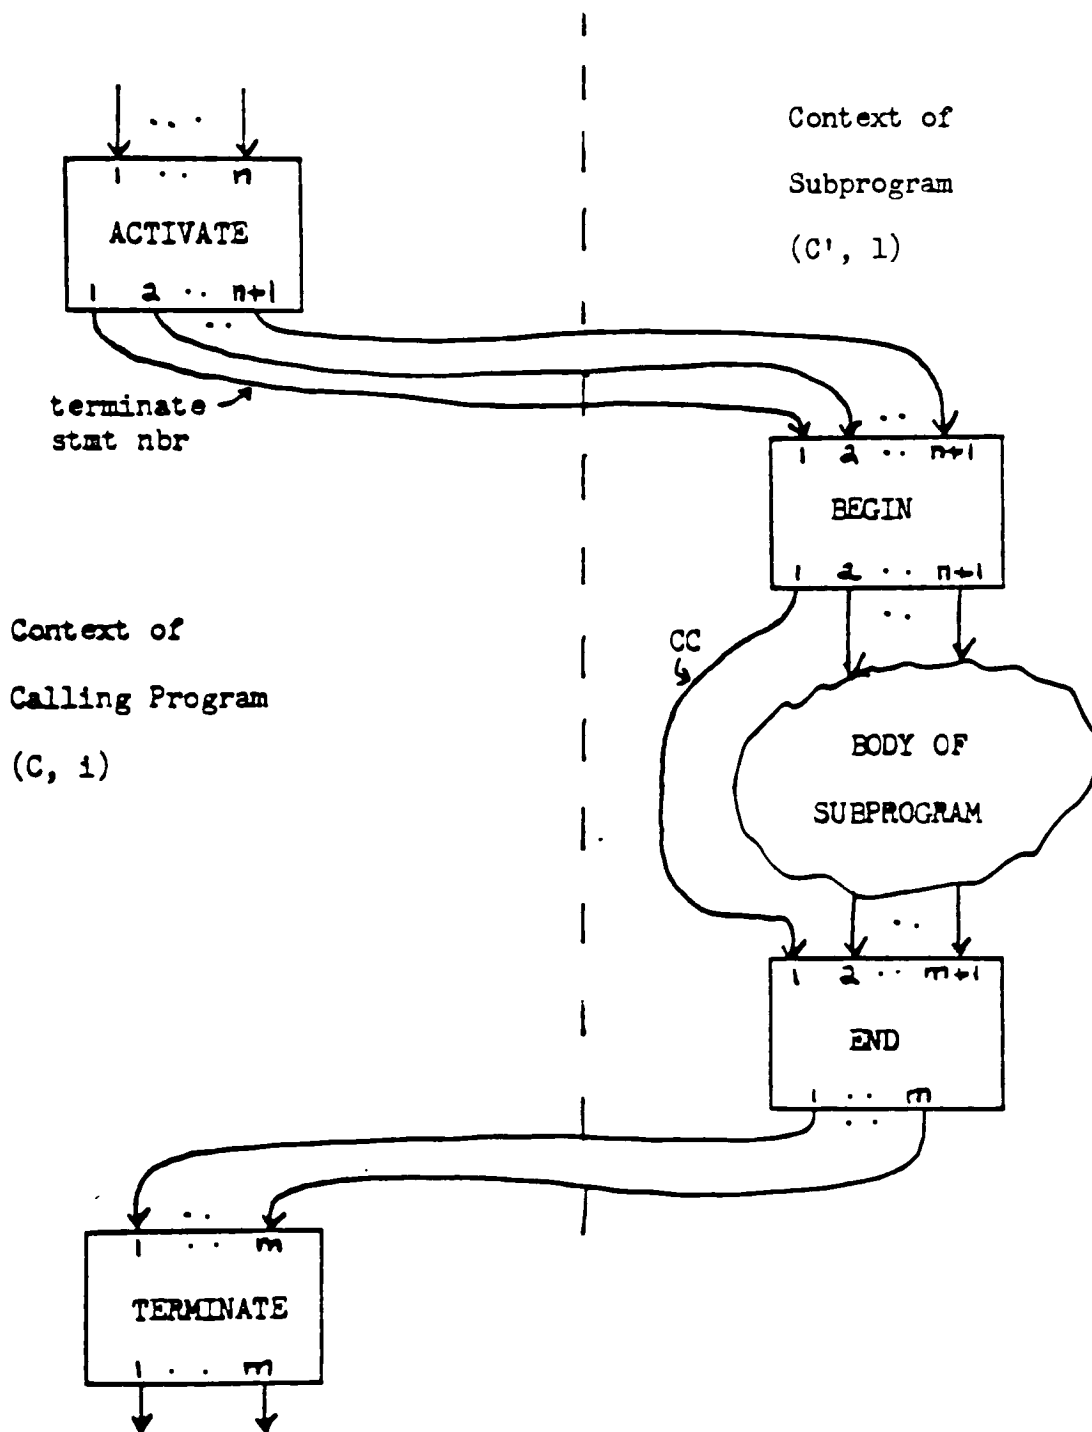 . . .
1 . . n
ACTIVATE
1 2 . . n+1
. .
terminate
stmt nbr
Context of
Subprogram
(C', 1)
. .
1 2 . . n+1
BEGIN
1 2 . . n+1
. .
Context of
Calling Program
(C, i)
CC
BODY OF
SUBPROGRAM
. .
1 2 . . m+1
END
1 . . m
. .
. .
1 . . m
TERMINATE
1 . . m